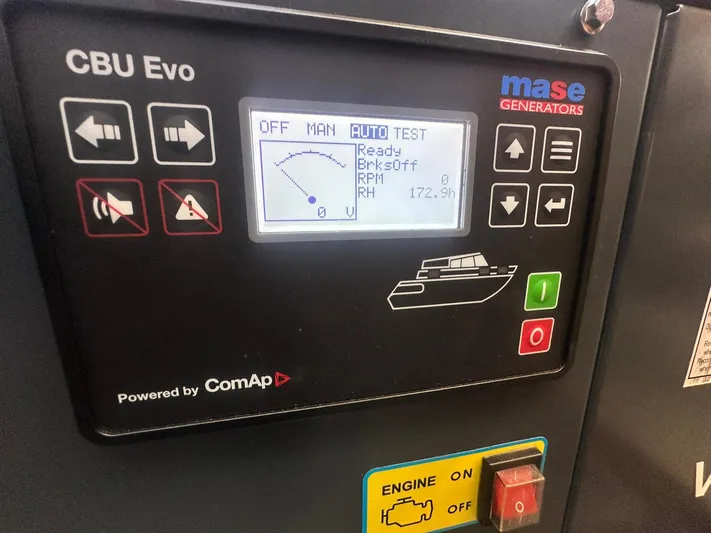 CBU Evo
mase
GENERATORS
OFF MAN AUTO TEST
Ready
BrksOff
RPM 0
RH 172.9h
0 V
Powered by ComAp
ENGINE ON
OFF